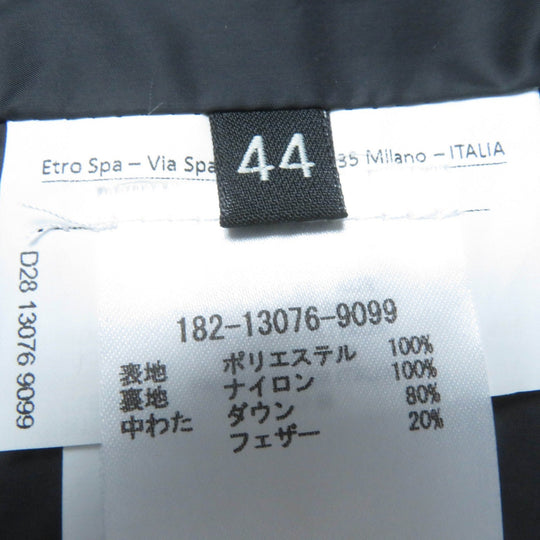 Etro Spa – Via Spa
35 Milano – ITALIA
44
D28 13076 9099
182-13076-9099
表地 ポリエステル 100%
裏地 ナイロン 100%
中わた ダウン 80%
フェザー 20%